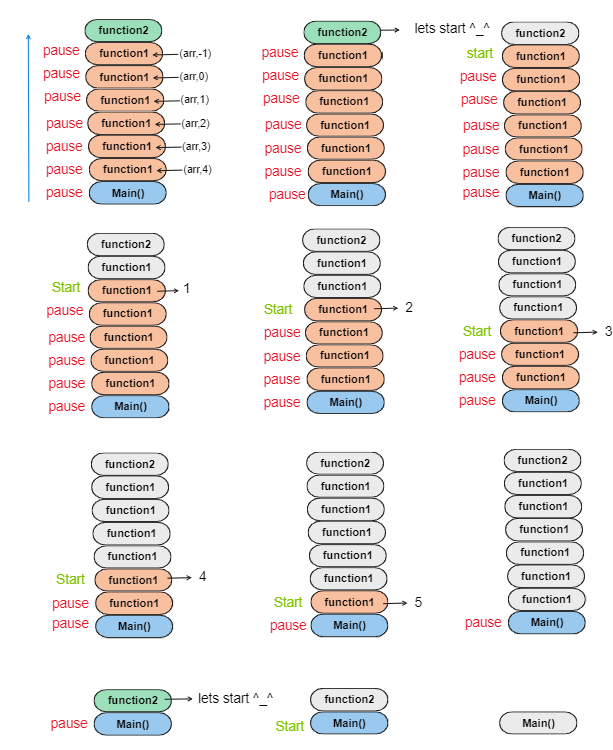 function2
pause function1 (arr,-1)
pause function1 (arr,0)
pause function1 (arr,1)
pause function1 (arr,2)
pause function1 (arr,3)
pause function1 (arr,4)
pause Main()
function2 lets start ^_^
pause function1
pause function1
pause function1
pause function1
pause function1
pause function1
pause Main()
function2
start function1
pause function1
pause function1
pause function1
pause function1
pause function1
pause Main()
function2
function1
Start function1 1
pause function1
pause function1
pause function1
pause function1
pause Main()
function2
function1
function1
Start function1 2
pause function1
pause function1
pause function1
pause Main()
function2
function1
function1
function1
Start function1 3
pause function1
pause function1
pause Main()
function2
function1
function1
function1
function1
Start function1 4
pause function1
pause Main()
function2
function1
function1
function1
function1
function1
Start function1 5
pause Main()
function2
function1
function1
function1
function1
function1
function1
pause Main()
function2 lets start ^_^
pause Main()
function2
Start Main()
Main()